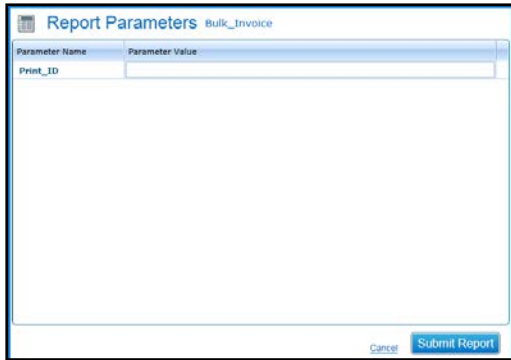 Report Parameters Bulk_Invoice
Parameter Name Parameter Value
Print_ID
Cancel Submit Report